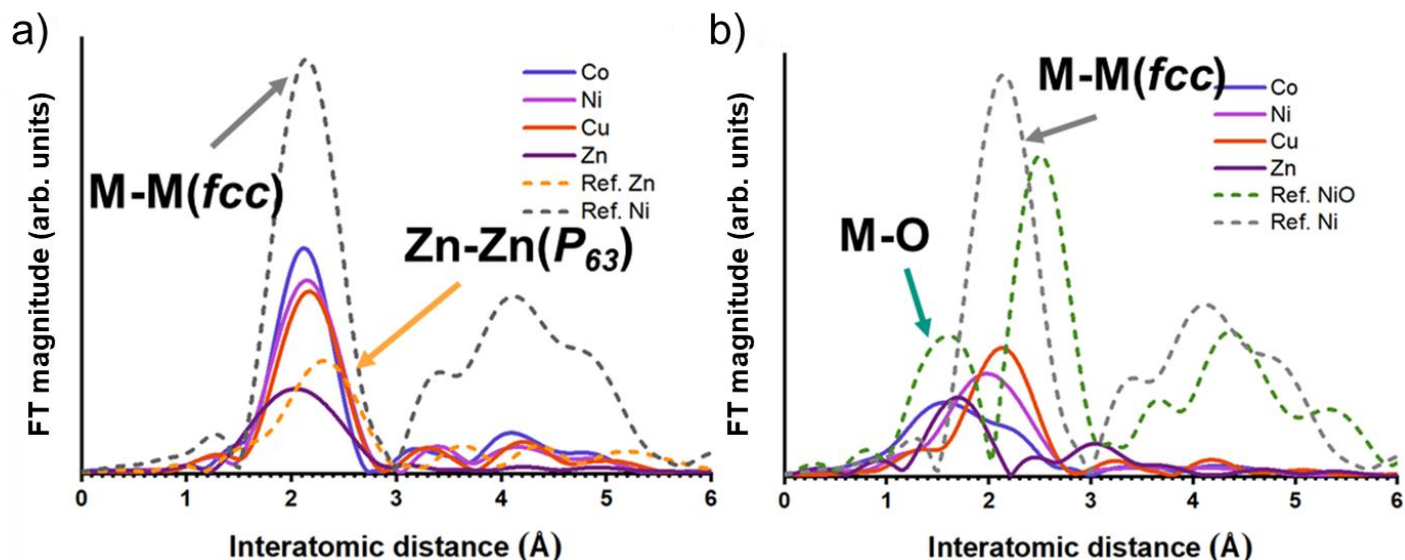 a)
FT magnitude (arb. units)
M-M(fcc)
Co
Ni
Cu
Zn
Ref. Zn
Ref. Ni
Zn-Zn(P63)
0 1 2 3 4 5 6
Interatomic distance (Å)
b)
FT magnitude (arb. units)
M-M(fcc)
Co
Ni
Cu
Zn
Ref. NiO
Ref. Ni
M-O
0 1 2 3 4 5 6
Interatomic distance (Å)